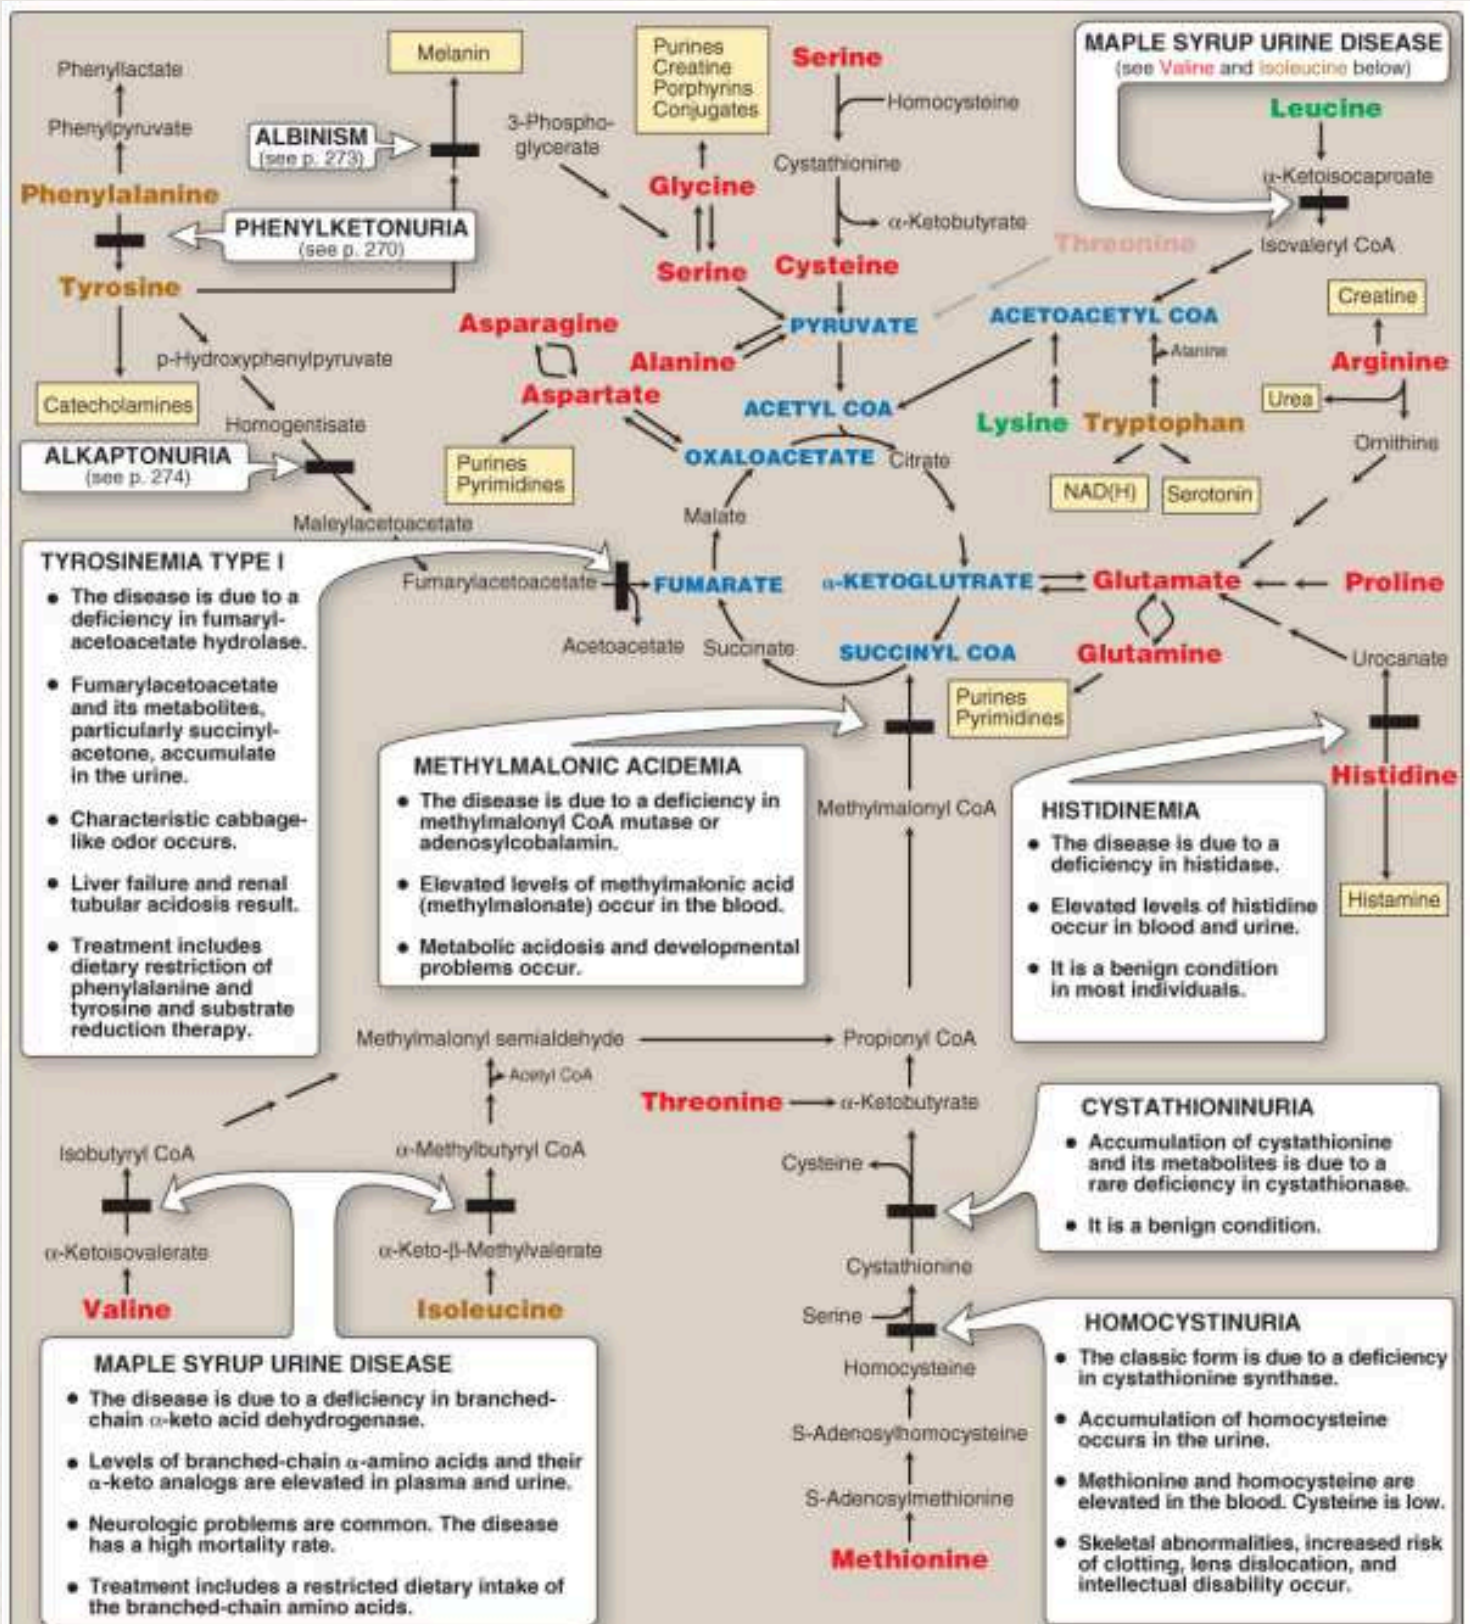 Phenyllactate
Phenylpyruvate
Phenylalanine
Tyrosine
Melanin
ALBINISM
(see p. 273)
PHENYLKETONURIA
(see p. 270)
p-Hydroxyphenylpyruvate
Catecholamines
Homogentisate
ALKAPTONURIA
(see p. 274)
Maleylacetoacetate
Fumarylacetoacetate
Acetoacetate
3-Phospho-
glycerate
Purines
Creatine
Porphyrins
Conjugates
Glycine
Serine
Serine
Homocysteine
Cystathionine
α-Ketobutyrate
Cysteine
Threonine
PYRUVATE
Alanine
Asparagine
Aspartate
Purines
Pyrimidines
ACETYL COA
OXALOACETATE
Citrate
Malate
FUMARATE
Succinate
α-KETOGLUTRATE
SUCCINYL COA
MAPLE SYRUP URINE DISEASE
(see Valine and Isoleucine below)
Leucine
α-Ketoisocaproate
Isovaleryl CoA
ACETOACETYL COA
Alanine
Lysine
Tryptophan
NAD(H)
Serotonin
Creatine
Arginine
Urea
Ornithine
Glutamate
Proline
Glutamine
Purines
Pyrimidines
Urocanate
Histidine
Histamine
TYROSINEMIA TYPE I
• The disease is due to a
deficiency in fumaryl-
acetoacetate hydrolase.
• Fumarylacetoacetate
and its metabolites,
particularly succinyl-
acetone, accumulate
in the urine.
• Characteristic cabbage-
like odor occurs.
• Liver failure and renal
tubular acidosis result.
• Treatment includes
dietary restriction of
phenylalanine and
tyrosine and substrate
reduction therapy.
METHYLMALONIC ACIDEMIA
• The disease is due to a deficiency in
methylmalonyl CoA mutase or
adenosylcobalamin.
• Elevated levels of methylmalonic acid
(methylmalonate) occur in the blood.
• Metabolic acidosis and developmental
problems occur.
Methylmalonyl CoA
HISTIDINEMIA
• The disease is due to a
deficiency in histidase.
• Elevated levels of histidine
occur in blood and urine.
• It is a benign condition
in most individuals.
Methylmalonyl semialdehyde
Propionyl CoA
Acetyl CoA
Threonine
α-Ketobutyrate
Isobutyryl CoA
α-Methylbutyryl CoA
α-Ketoisovalerate
α-Keto-β-Methylvalerate
Valine
Isoleucine
Cysteine
Cystathionine
Serine
Homocysteine
S-Adenosylhomocysteine
S-Adenosylmethionine
Methionine
CYSTATHIONINURIA
• Accumulation of cystathionine
and its metabolites is due to a
rare deficiency in cystathionase.
• It is a benign condition.
MAPLE SYRUP URINE DISEASE
• The disease is due to a deficiency in branched-
chain α-keto acid dehydrogenase.
• Levels of branched-chain α-amino acids and their
α-keto analogs are elevated in plasma and urine.
• Neurologic problems are common. The disease
has a high mortality rate.
• Treatment includes a restricted dietary intake of
the branched-chain amino acids.
HOMOCYSTINURIA
• The classic form is due to a deficiency
in cystathionine synthase.
• Accumulation of homocysteine
occurs in the urine.
• Methionine and homocysteine are
elevated in the blood. Cysteine is low.
• Skeletal abnormalities, increased risk
of clotting, lens dislocation, and
intellectual disability occur.